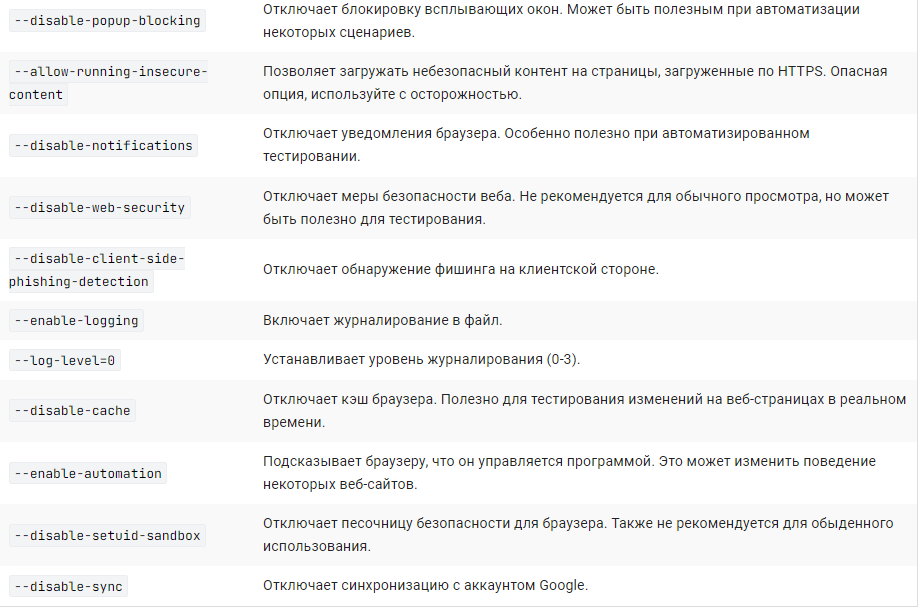 --disable-popup-blocking
Отключает блокировку всплывающих окон. Может быть полезным при автоматизации
некоторых сценариев.
--allow-running-insecure-
content
Позволяет загружать небезопасный контент на страницы, загруженные по HTTPS. Опасная
опция, используйте с осторожностью.
--disable-notifications
Отключает уведомления браузера. Особенно полезно при автоматизированном
тестировании.
--disable-web-security
Отключает меры безопасности веба. Не рекомендуется для обычного просмотра, но может
быть полезно для тестирования.
--disable-client-side-
phishing-detection
Отключает обнаружение фишинга на клиентской стороне.
--enable-logging
Включает журналирование в файл.
--log-level=0
Устанавливает уровень журналирования (0-3).
--disable-cache
Отключает кэш браузера. Полезно для тестирования изменений на веб-страницах в реальном
времени.
--enable-automation
Подсказывает браузеру, что он управляется программой. Это может изменить поведение
некоторых веб-сайтов.
--disable-setuid-sandbox
Отключает песочницу безопасности для браузера. Также не рекомендуется для обыденного
использования.
--disable-sync
Отключает синхронизацию с аккаунтом Google.